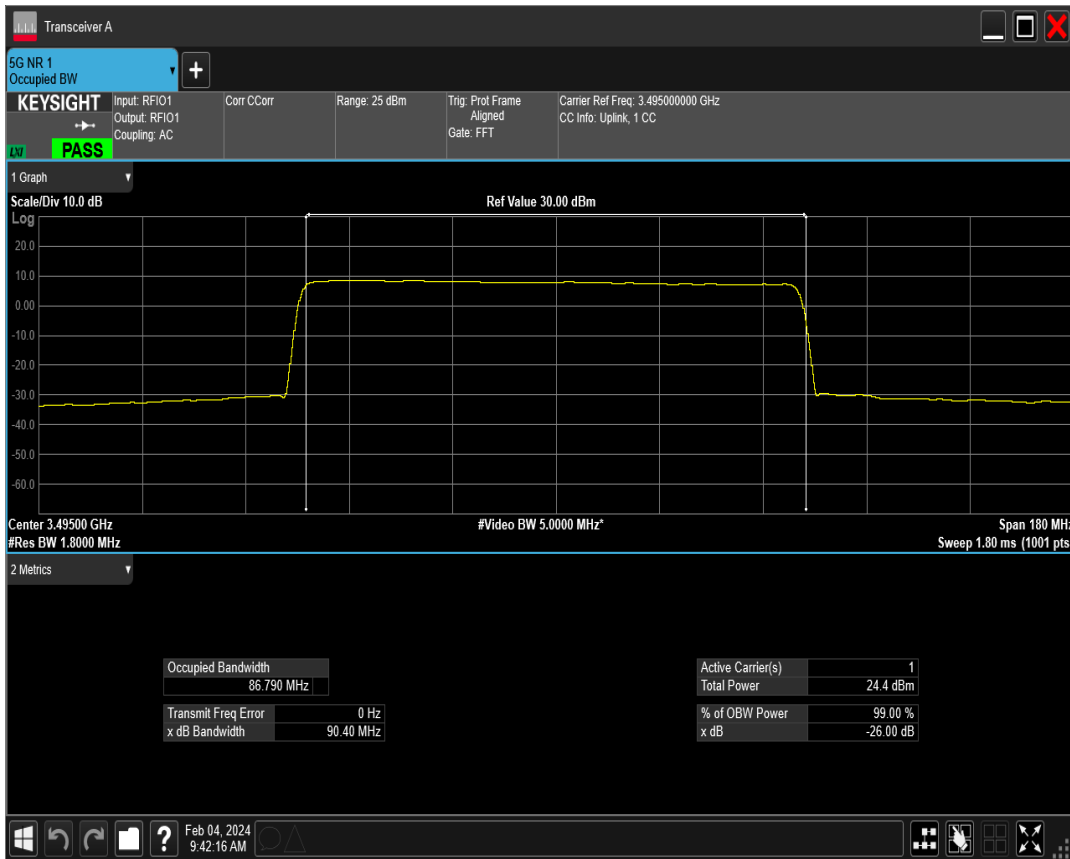 Transceiver A
5G NR 1
Occupied BW
+
KEYSIGHT
Input: RFIO1
Output: RFIO1
Coupling: AC
Corr CCorr
Range: 25 dBm
Trig: Prot Frame
Aligned
Gate: FFT
Carrier Ref Freq: 3.495000000 GHz
CC Info: Uplink, 1 CC
LXI
PASS
1 Graph
Scale/Div 10.0 dB
Ref Value 30.00 dBm
Log
20.0
10.0
0.00
-10.0
-20.0
-30.0
-40.0
-50.0
-60.0
Center 3.49500 GHz
#Video BW 5.0000 MHz*
Span 180 MHz
#Res BW 1.8000 MHz
Sweep 1.80 ms (1001 pts
2 Metrics
Occupied Bandwidth
86.790 MHz
Transmit Freq Error 0 Hz
x dB Bandwidth 90.40 MHz
Active Carrier(s) 1
Total Power 24.4 dBm
% of OBW Power 99.00 %
x dB -26.00 dB
?
Feb 04, 2024
9:42:16 AM